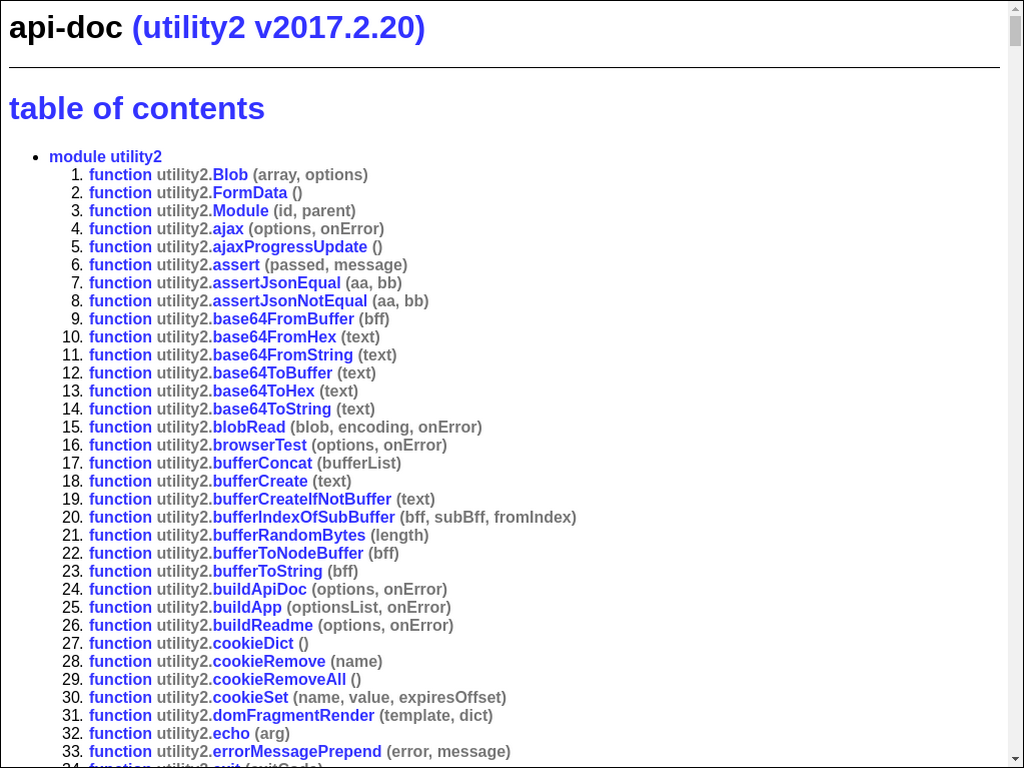 api-doc (utility2 v2017.2.20)
table of contents
• module utility2
1. function utility2.Blob (array, options)
2. function utility2.FormData ()
3. function utility2.Module (id, parent)
4. function utility2.ajax (options, onError)
5. function utility2.ajaxProgressUpdate ()
6. function utility2.assert (passed, message)
7. function utility2.assertJsonEqual (aa, bb)
8. function utility2.assertJsonNotEqual (aa, bb)
9. function utility2.base64FromBuffer (bff)
10. function utility2.base64FromHex (text)
11. function utility2.base64FromString (text)
12. function utility2.base64ToBuffer (text)
13. function utility2.base64ToHex (text)
14. function utility2.base64ToString (text)
15. function utility2.blobRead (blob, encoding, onError)
16. function utility2.browserTest (options, onError)
17. function utility2.bufferConcat (bufferList)
18. function utility2.bufferCreate (text)
19. function utility2.bufferCreateIfNotBuffer (text)
20. function utility2.bufferIndexOfSubBuffer (bff, subBff, fromIndex)
21. function utility2.bufferRandomBytes (length)
22. function utility2.bufferToNodeBuffer (bff)
23. function utility2.bufferToString (bff)
24. function utility2.buildApiDoc (options, onError)
25. function utility2.buildApp (optionsList, onError)
26. function utility2.buildReadme (options, onError)
27. function utility2.cookieDict ()
28. function utility2.cookieRemove (name)
29. function utility2.cookieRemoveAll ()
30. function utility2.cookieSet (name, value, expiresOffset)
31. function utility2.domFragmentRender (template, dict)
32. function utility2.echo (arg)
33. function utility2.errorMessagePrepend (error, message)
34. function utility2.exit (exitCode)